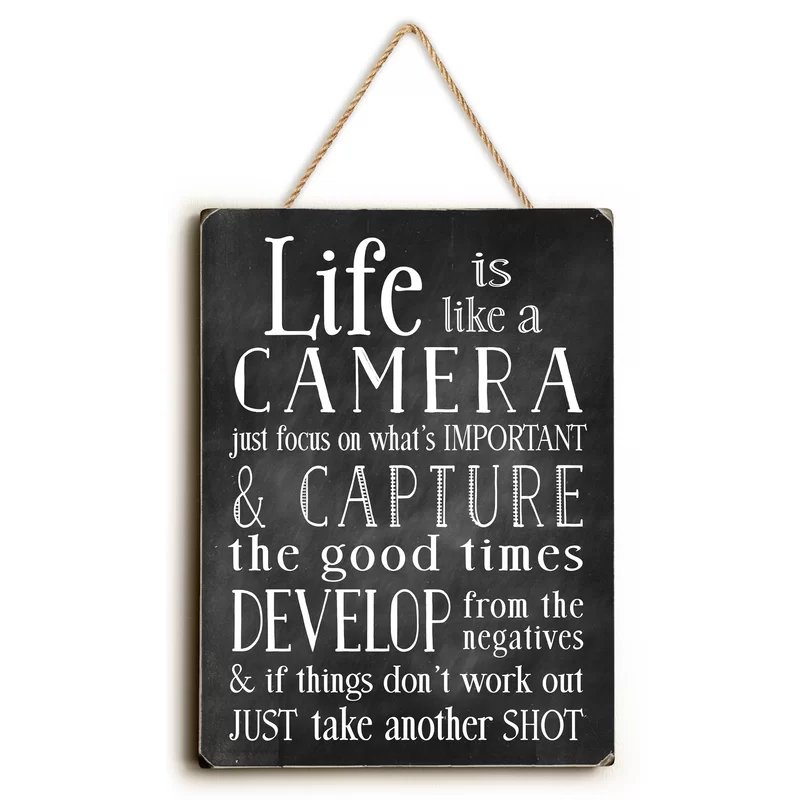 Life is like a
CAMERA
just focus on what's IMPORTANT
& CAPTURE
the good times
DEVELOP from the negatives
& if things don't work out
JUST take another SHOT